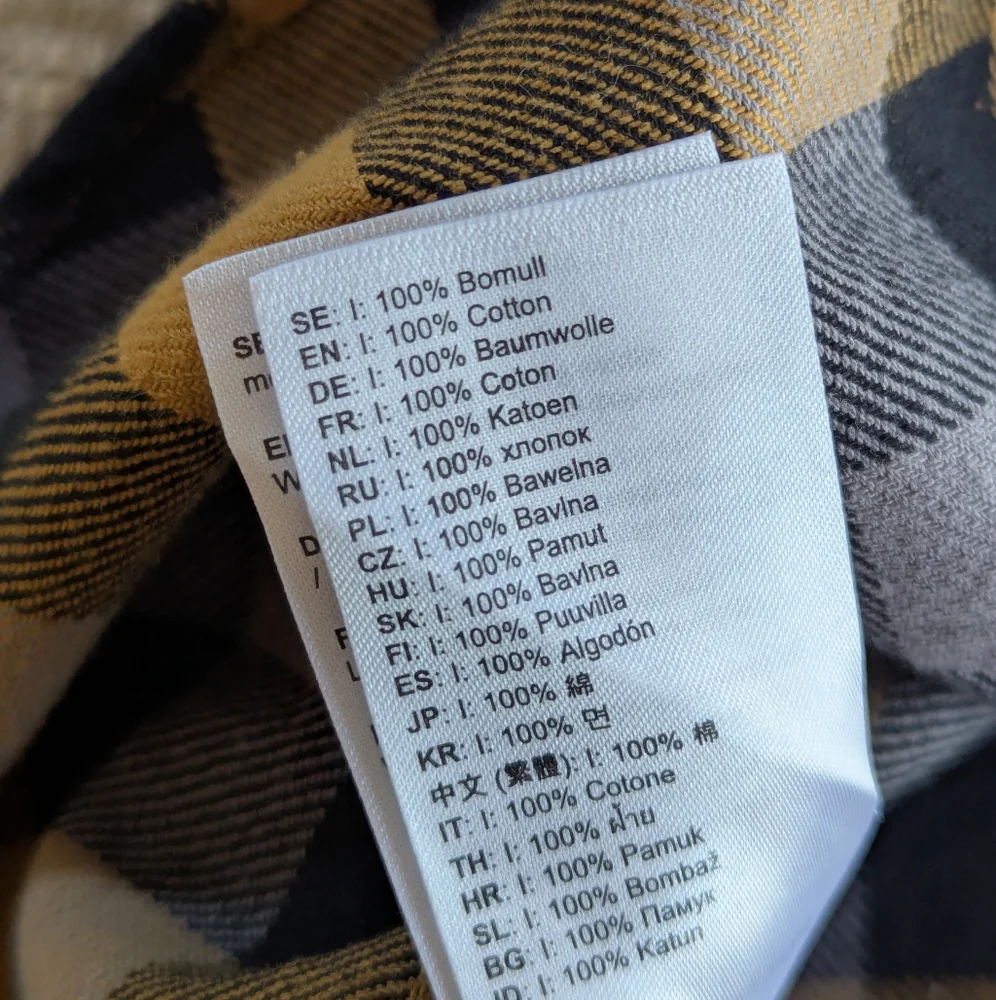 SE: I: 100% Bomull
EN: I: 100% Cotton
DE: I: 100% Baumwolle
FR: I: 100% Coton
NL: I: 100% Katoen
RU: I: 100% хлопок
PL: I: 100% Bawełna
CZ: I: 100% Bavlna
HU: I: 100% Pamut
SK: I: 100% Bavlna
FI: I: 100% Puuvilla
ES: I: 100% Algodón
JP: I: 100% 綿
KR: I: 100% 면
中文 (繁體): I: 100% 棉
IT: I: 100% Cotone
TH: I: 100% ฝ้าย
HR: I: 100% Pamuk
SL: I: 100% Bombaž
BG: I: 100% Памук
ID: I: 100% Katun